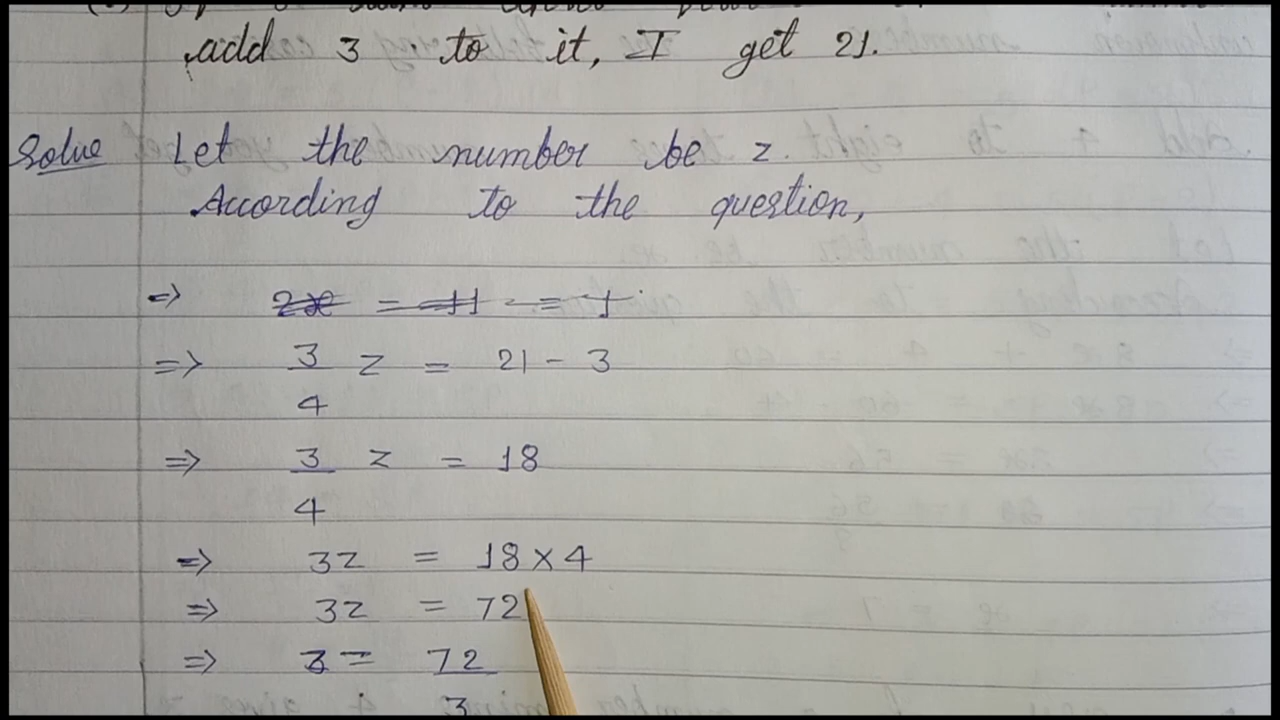 add 3 to it, I get 21.
Solve Let the number be z.
According to the question,
⇒ 2x = 11 = 1
⇒ 3/4 z = 21 - 3
⇒ 3/4 z = 18
⇒ 3z = 18 × 4
⇒ 3z = 72
⇒ z = 72/3